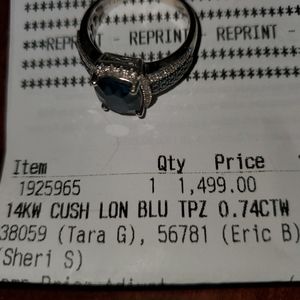 ********************************
***REPRINT - REPRINT - REPRINT -
********************************
Item Qty Price
1925965 1 1,499.00
14KW CUSH LON BLU TPZ 0.74CTW
38059 (Tara G), 56781 (Eric B)
(Sheri S)